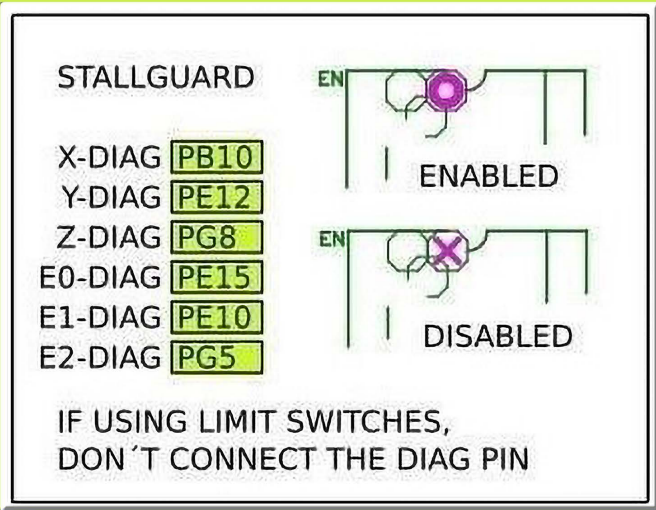 STALLGUARD
EN
ENABLED
X-DIAG PB10
Y-DIAG PE12
Z-DIAG PG8
E0-DIAG PE15
E1-DIAG PE10
E2-DIAG PG5
EN
DISABLED
IF USING LIMIT SWITCHES,
DON´T CONNECT THE DIAG PIN